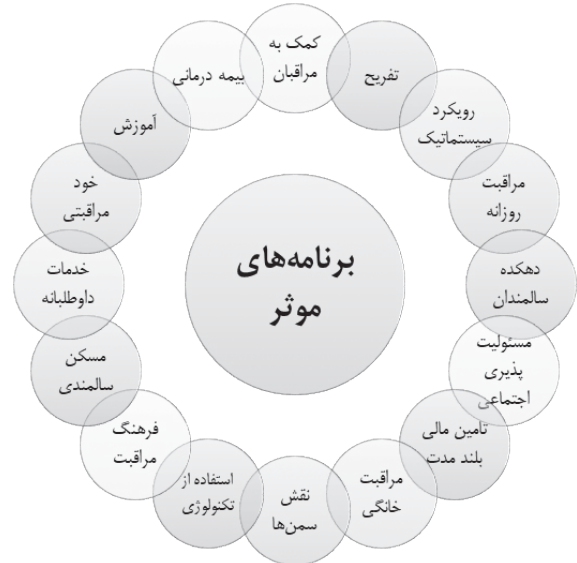 برنامه‌های
موثر
کمک به
مراقبان
تفریح
رویکرد
سیستماتیک
مراقبت
روزانه
دهکده
سالمندان
مسئولیت
پذیری
اجتماعی
تامین مالی
بلند مدت
مراقبت
خانگی
نقش
سمن‌ها
استفاده از
تکنولوژی
فرهنگ
مراقبت
مسکن
سالمندی
خدمات
داوطلبانه
خود
مراقبتی
آموزش
بیمه درمانی